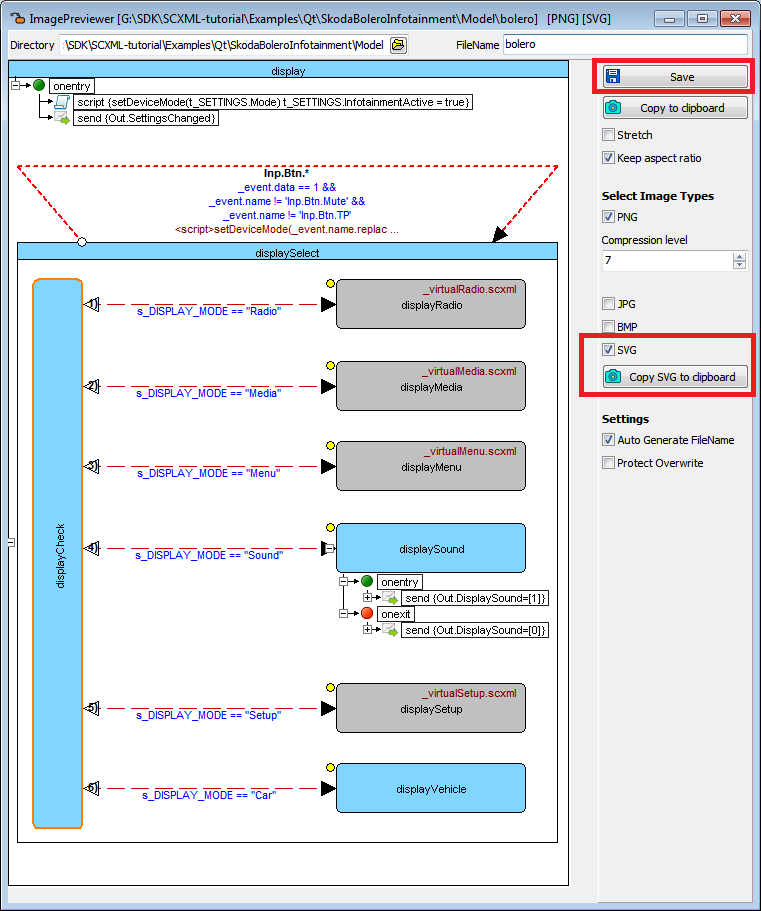 ImagePreviewer [G:\SDK\SCXML-tutorial\Examples\Qt\SkodaBoleroInfotainment\Model\bolero] [PNG] [SVG]
Directory :\SDK\SCXML-tutorial\Examples\Qt\SkodaBoleroInfotainment\Model FileName bolero
display
onentry
script {setDeviceMode(t_SETTINGS.Mode) t_SETTINGS.InfotainmentActive = true}
send {Out.SettingsChanged}
Inp.Btn.*
_event.data == 1 &&
_event.name != 'Inp.Btn.Mute' &&
_event.name != 'Inp.Btn.TP'
<script>setDeviceMode(_event.name.replac ...
displaySelect
displayCheck
1)
s_DISPLAY_MODE == "Radio"
_virtualRadio.scxml
displayRadio
2)
s_DISPLAY_MODE == "Media"
_virtualMedia.scxml
displayMedia
3)
s_DISPLAY_MODE == "Menu"
_virtualMenu.scxml
displayMenu
4)
s_DISPLAY_MODE == "Sound"
displaySound
onentry
send {Out.DisplaySound=[1]}
onexit
send {Out.DisplaySound=[0]}
5)
s_DISPLAY_MODE == "Setup"
_virtualSetup.scxml
displaySetup
6)
s_DISPLAY_MODE == "Car"
displayVehicle
Save
Copy to clipboard
Stretch
Keep aspect ratio
Select Image Types
PNG
Compression level
7
JPG
BMP
SVG
Copy SVG to clipboard
Settings
Auto Generate FileName
Protect Overwrite